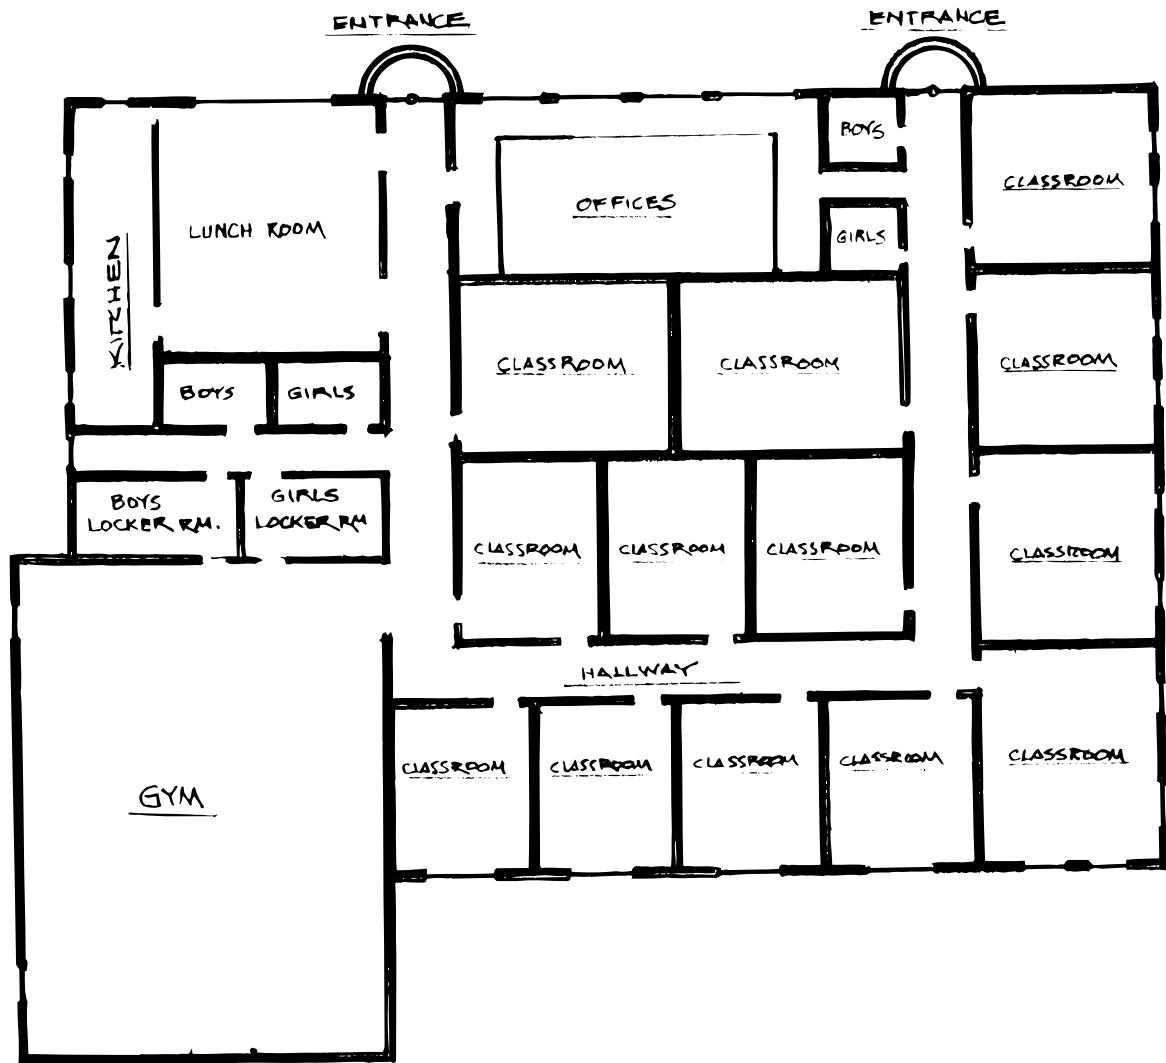 ENTRANCE
ENTRANCE
BOYS
CLASSROOM
OFFICES
LUNCH ROOM
GIRLS
KITCHEN
CLASSROOM
CLASSROOM
CLASSROOM
BOYS
GIRLS
BOYS
LOCKER RM.
GIRLS
LOCKER RM
CLASSROOM
CLASSROOM
CLASSROOM
CLASSROOM
HALLWAY
CLASSROOM
CLASSROOM
CLASSROOM
CLASSROOM
CLASSROOM
GYM